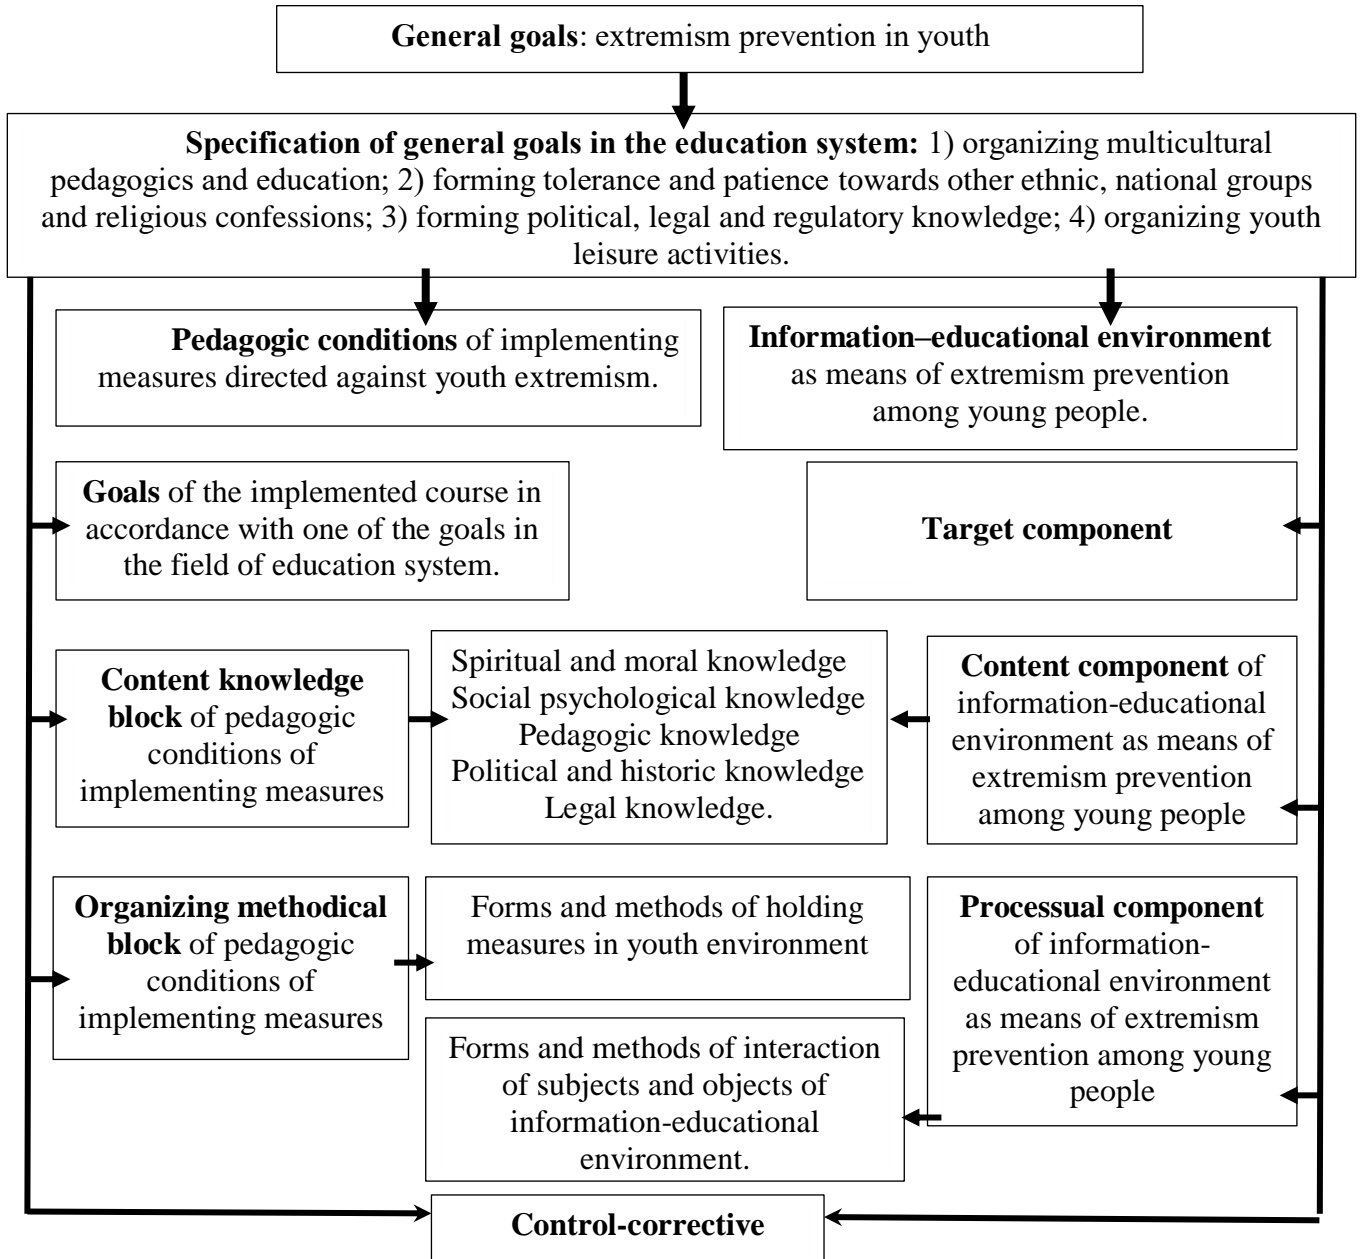 General goals: extremism prevention in youth
Specification of general goals in the education system: 1) organizing multicultural
pedagogics and education; 2) forming tolerance and patience towards other ethnic, national groups
and religious confessions; 3) forming political, legal and regulatory knowledge; 4) organizing youth
leisure activities.
Pedagogic conditions of implementing
measures directed against youth extremism.
Information–educational environment
as means of extremism prevention
among young people.
Goals of the implemented course in
accordance with one of the goals in
the field of education system.
Target component
Content knowledge
block of pedagogic
conditions of
implementing measures
Spiritual and moral knowledge
Social psychological knowledge
Pedagogic knowledge
Political and historic knowledge
Legal knowledge.
Content component of
information-educational
environment as means of
extremism prevention
among young people
Organizing methodical
block of pedagogic
conditions of
implementing measures
Forms and methods of holding
measures in youth environment
Processual component
of information-
educational environment
as means of extremism
prevention among young
people
Forms and methods of interaction
of subjects and objects of
information-educational
environment.
Control-corrective